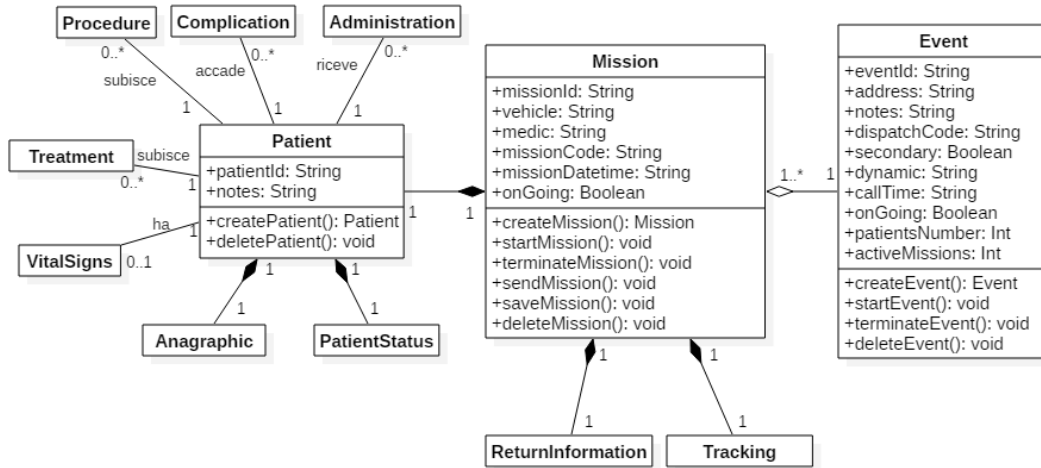 Procedure
Complication
Administration
0..*
0..*
0..*
subisce
accade
riceve
1
1
1
Treatment
subisce
0..*
1
VitalSigns
ha
0..1
1
Patient
+patientId: String
+notes: String
+createPatient(): Patient
+deletePatient(): void
1
1
1
1
Anagraphic
PatientStatus
1
1
Mission
+missionId: String
+vehicle: String
+medic: String
+missionCode: String
+missionDatetime: String
+onGoing: Boolean
+createMission(): Mission
+startMission(): void
+terminateMission(): void
+sendMission(): void
+saveMission(): void
+deleteMission(): void
1
1
1
1
ReturnInformation
Tracking
1..*
1
Event
+eventId: String
+address: String
+notes: String
+dispatchCode: String
+secondary: Boolean
+dynamic: String
+callTime: String
+onGoing: Boolean
+patientsNumber: Int
+activeMissions: Int
+createEvent(): Event
+startEvent(): void
+terminateEvent(): void
+deleteEvent(): void